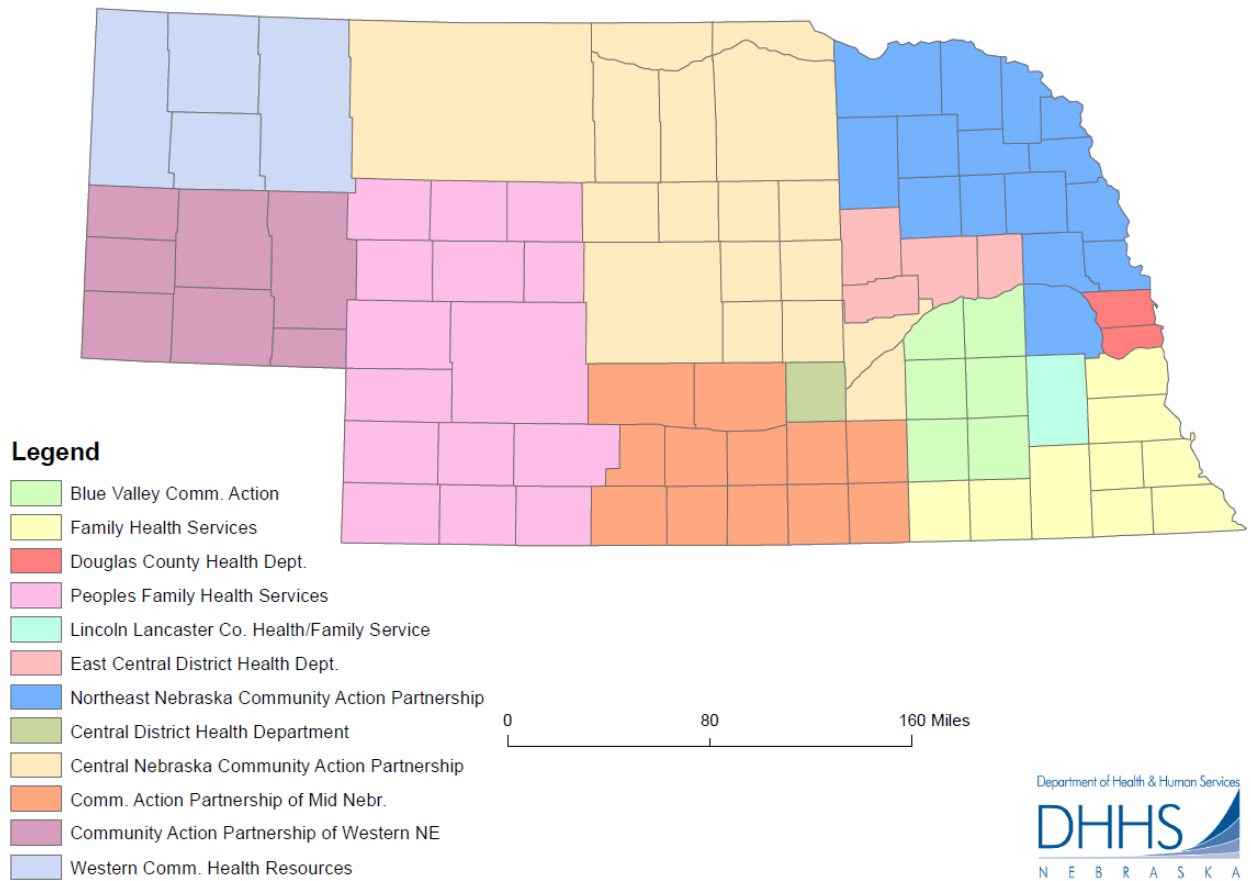 Legend
Blue Valley Comm. Action
Family Health Services
Douglas County Health Dept.
Peoples Family Health Services
Lincoln Lancaster Co. Health/Family Service
East Central District Health Dept.
Northeast Nebraska Community Action Partnership
Central District Health Department
Central Nebraska Community Action Partnership
Comm. Action Partnership of Mid Nebr.
Community Action Partnership of Western NE
Western Comm. Health Resources
0 80 160 Miles
Department of Health & Human Services
DHHS
NEBRASKA